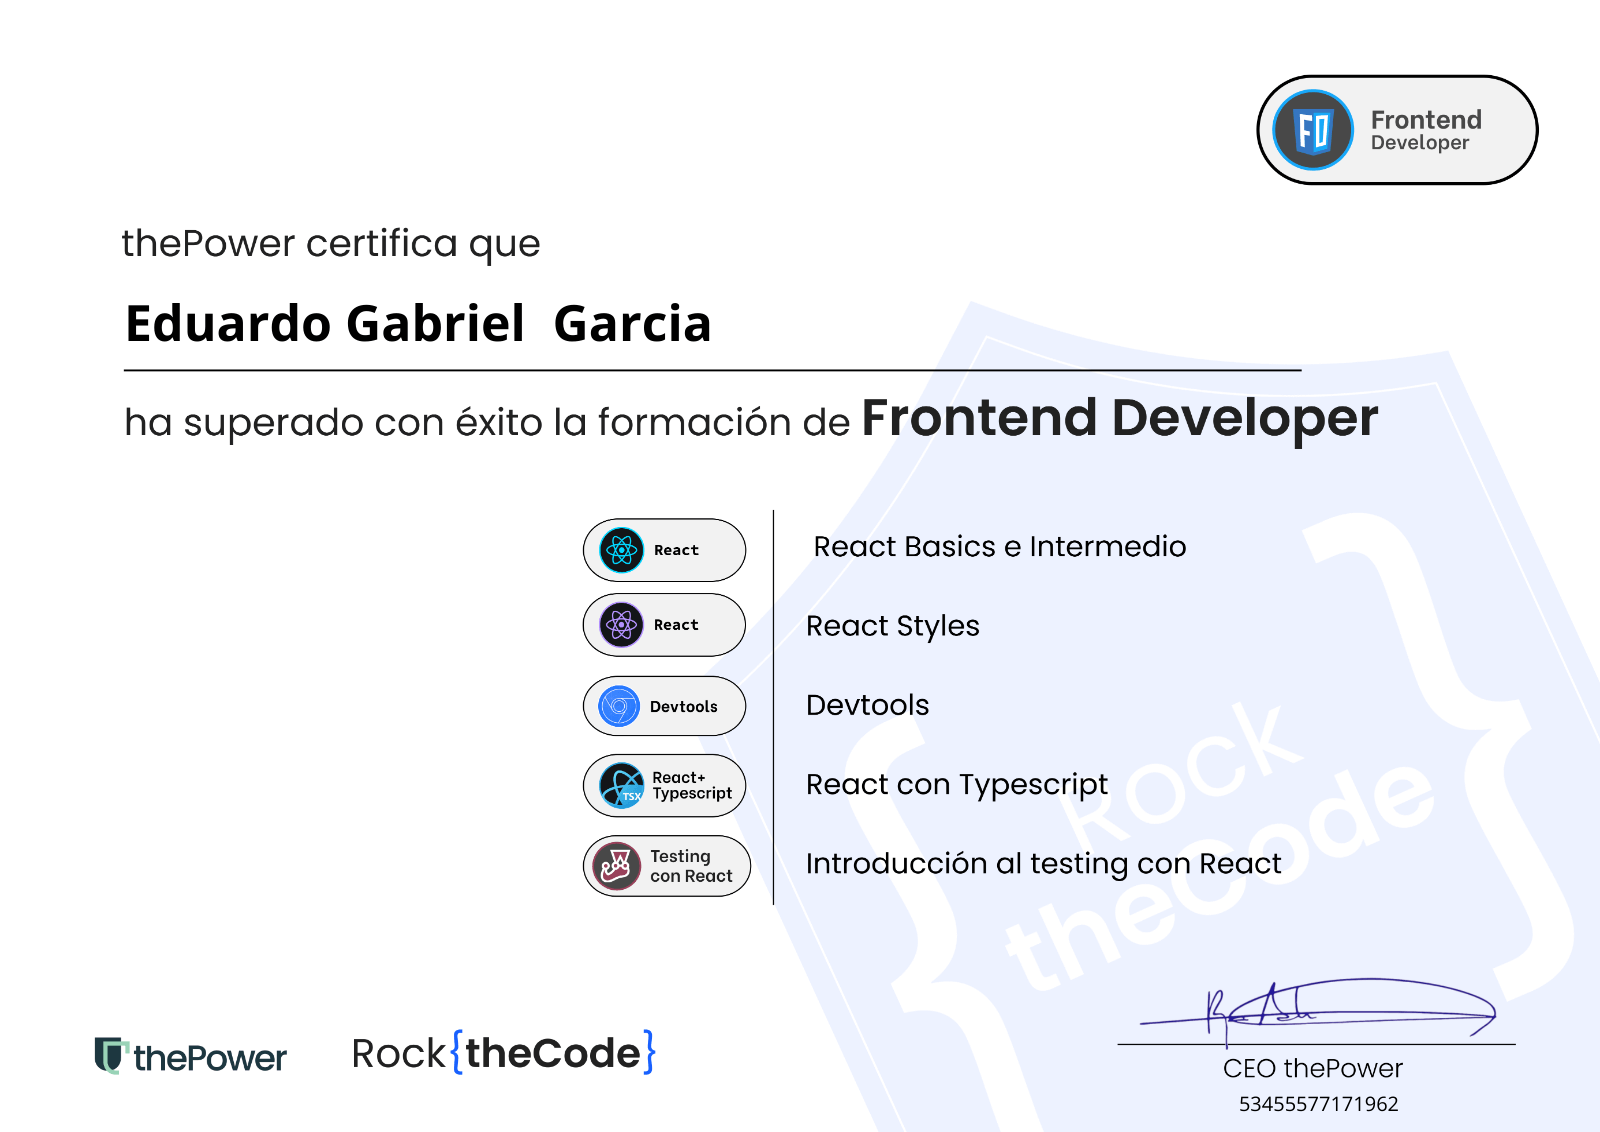 Frontend
Developer
thePower certifica que
Eduardo Gabriel  Garcia
ha superado con éxito la formación de Frontend Developer
React
React Basics e Intermedio
React
React Styles
Devtools
Devtools
React+
Typescript
TSX
React con Typescript
Testing
con React
Introducción al testing con React
Rock
theCode
thePower
Rock{theCode}
CEO thePower
53455577171962